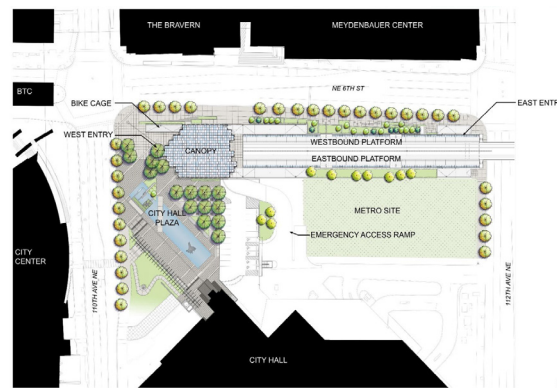 THE BRAVERN
MEYDENBAUER CENTER
NE 6TH ST
BTC
BIKE CAGE
EAST ENTR
WEST ENTRY
WESTBOUND PLATFORM
CANOPY
EASTBOUND PLATFORM
CITY HALL
PLAZA
METRO SITE
EMERGENCY ACCESS RAMP
CITY
CENTER
110TH AVE NE
112TH AVE NE
CITY HALL